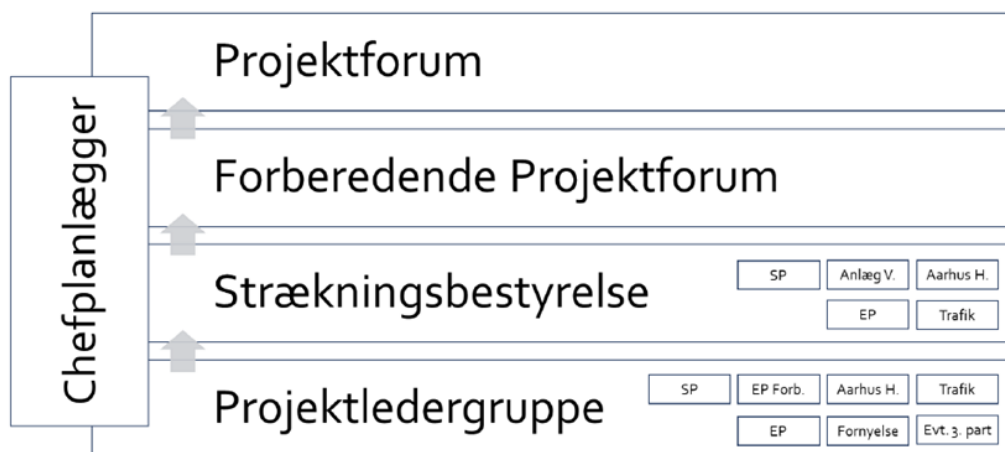 Chefplanlægger
Projektforum
Forberedende Projektforum
Strækningsbestyrelse
SP
Anlæg V.
Aarhus H.
EP
Trafik
Projektledergruppe
SP
EP Forb.
Aarhus H.
Trafik
EP
Fornyelse
Evt. 3. part